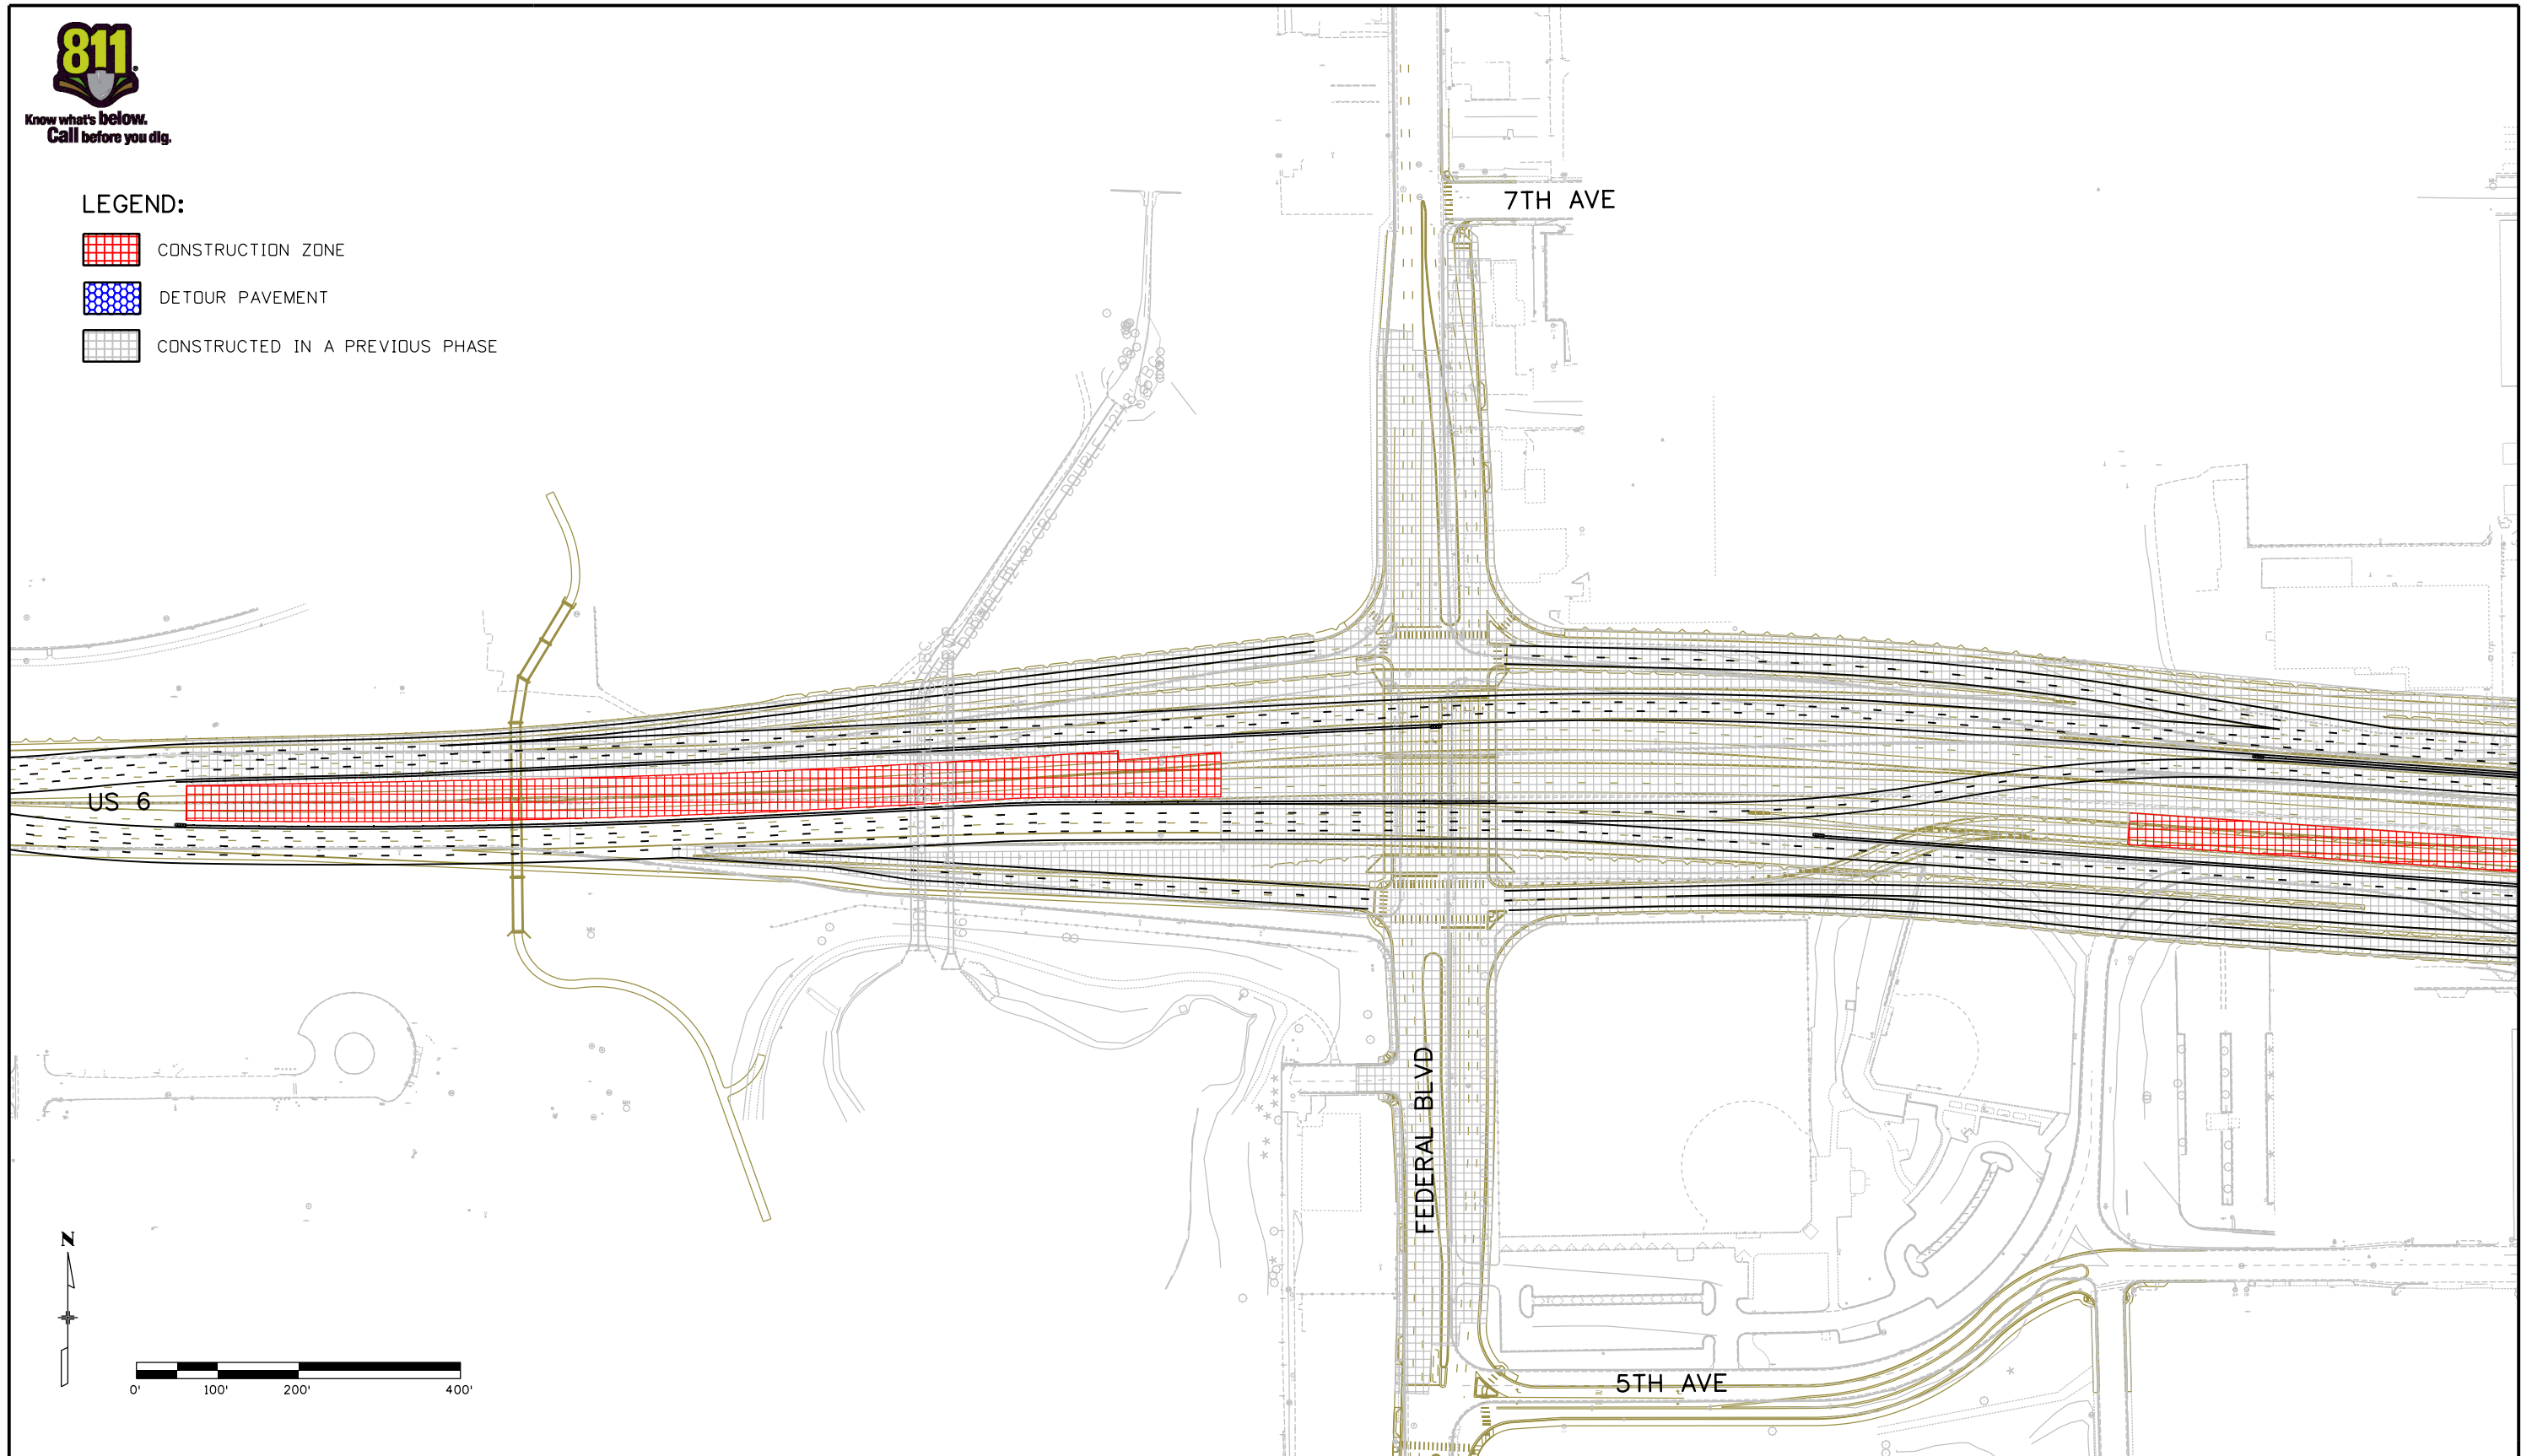 811
Know what's below.
Call before you dig.
LEGEND:
CONSTRUCTION ZONE
DETOUR PAVEMENT
CONSTRUCTED IN A PREVIOUS PHASE
7TH AVE
US 6
FEDERAL BLVD
5TH AVE
N
0' 100' 200' 400'